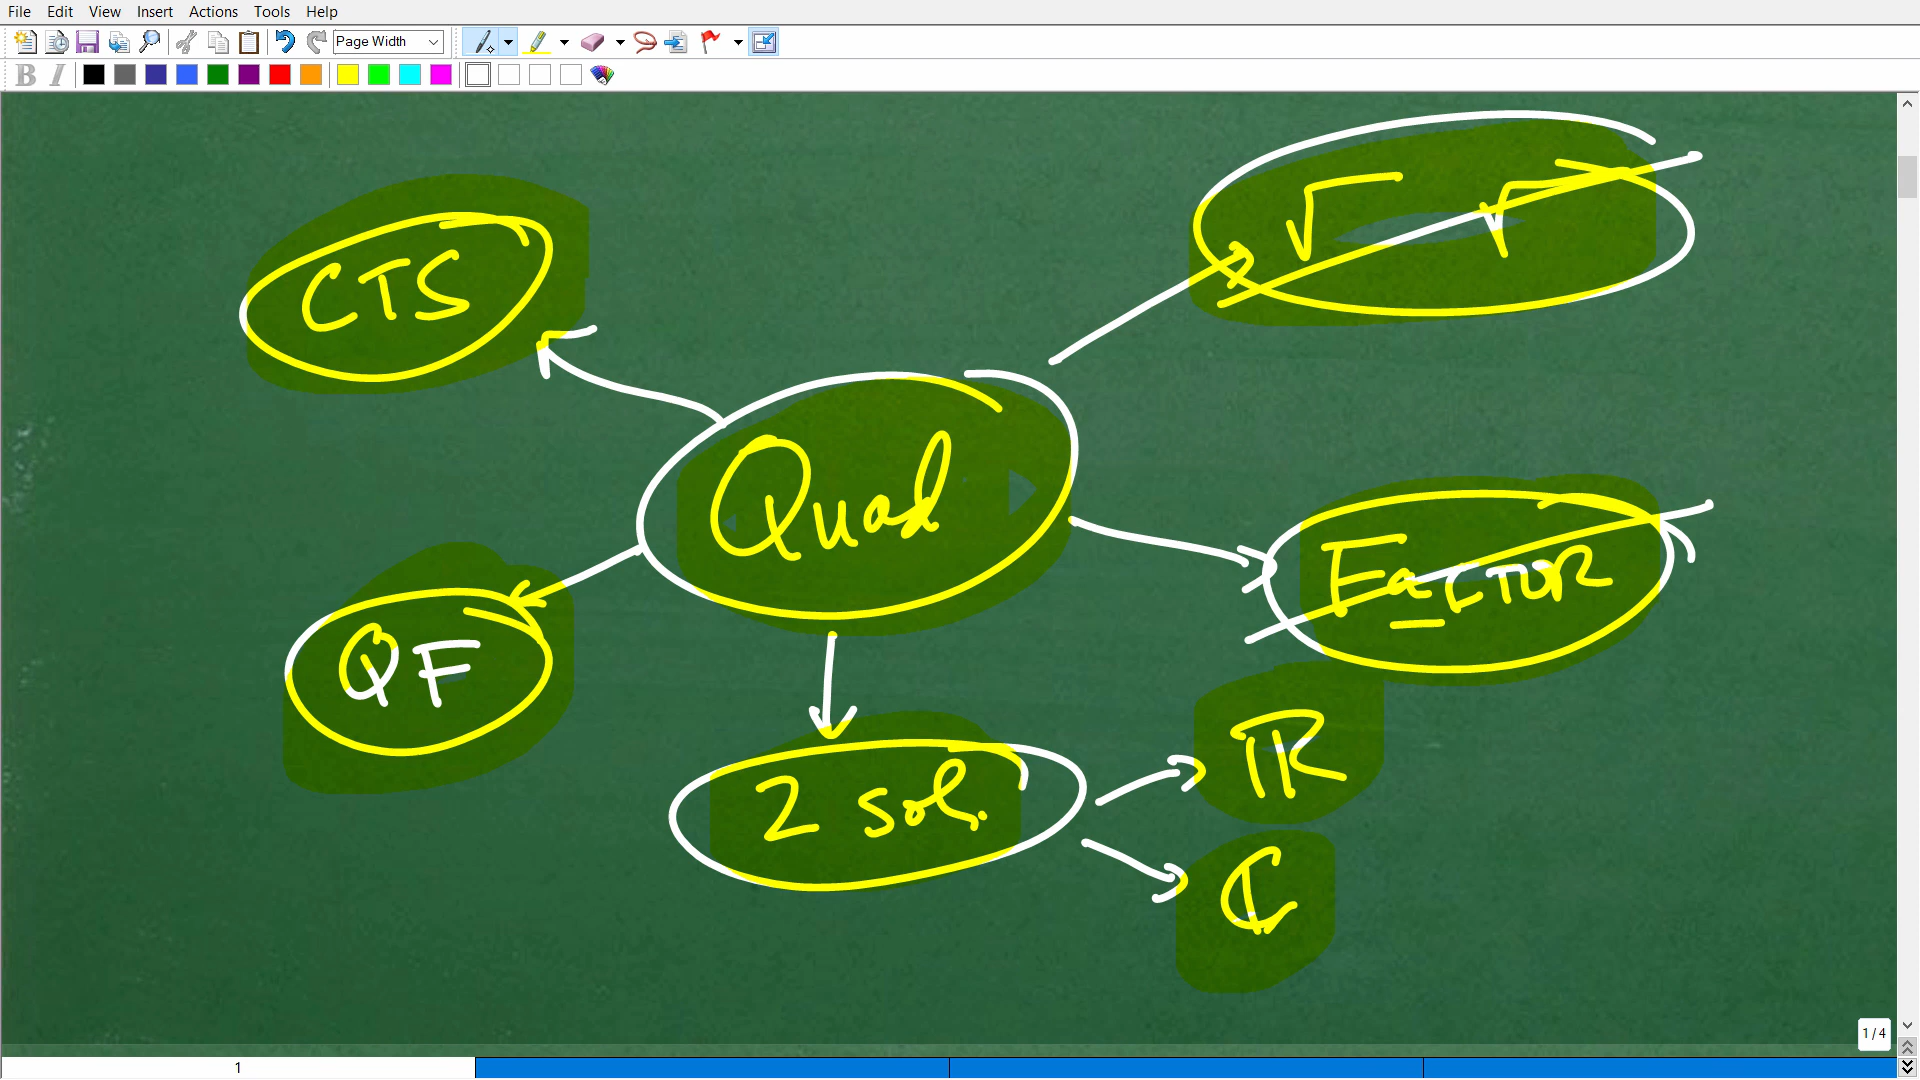 File Edit View Insert Actions Tools Help
Page Width
B I
CTS
√ √
Quad
FaCTOR
QF
2 sol.
ℝ
ℂ
1 / 4
1